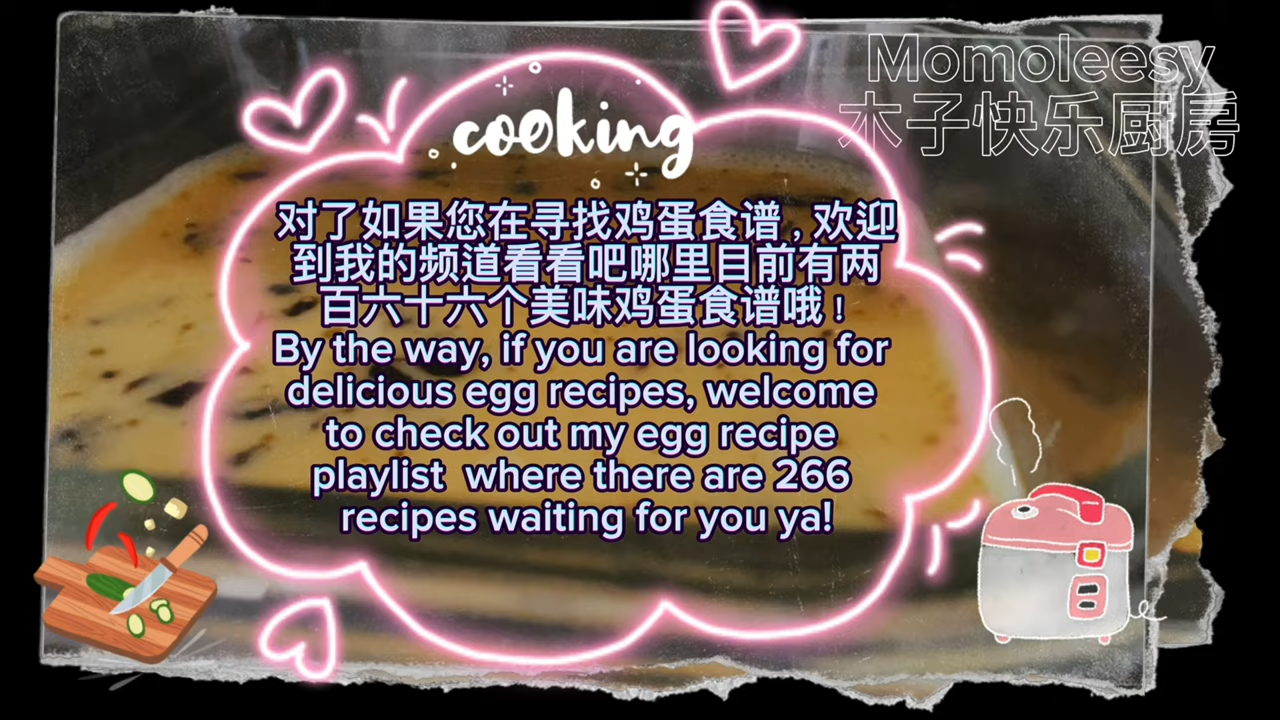 Momoleesy
木子快乐厨房
cooking
对了如果您在寻找鸡蛋食谱，欢迎
到我的频道看看吧哪里目前有两
百六十六个美味鸡蛋食谱哦！
By the way, if you are looking for
delicious egg recipes, welcome
to check out my egg recipe
playlist  where there are 266
recipes waiting for you ya!